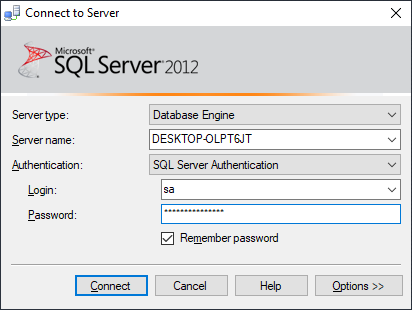 Connect to Server
Microsoft®
SQL Server® 2012
Server type: Database Engine
Server name: DESKTOP-OLPT6JT
Authentication: SQL Server Authentication
Login: sa
Password: ***************
Remember password
Connect Cancel Help Options >>